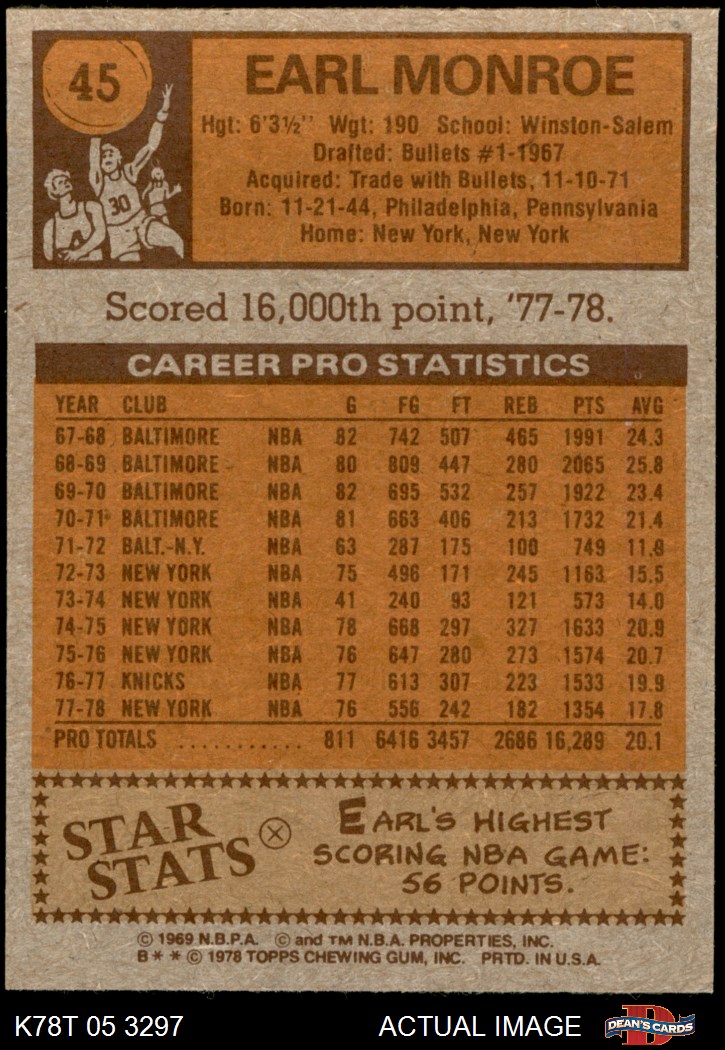 45
EARL MONROE
Hgt: 6'3½" Wgt: 190 School: Winston-Salem
Drafted: Bullets #1-1967
Acquired: Trade with Bullets, 11-10-71
Born: 11-21-44, Philadelphia, Pennsylvania
Home: New York, New York
30
4
Scored 16,000th point, '77-78.
CAREER PRO STATISTICS
YEAR CLUB G FG FT REB PTS AVG
67-68 BALTIMORE NBA 82 742 507 465 1991 24.3
68-69 BALTIMORE NBA 80 809 447 280 2065 25.8
69-70 BALTIMORE NBA 82 695 532 257 1922 23.4
70-71 BALTIMORE NBA 81 663 406 213 1732 21.4
71-72 BALT.-N.Y. NBA 63 287 175 100 749 11.8
72-73 NEW YORK NBA 75 496 171 245 1163 15.5
73-74 NEW YORK NBA 41 240 93 121 573 14.0
74-75 NEW YORK NBA 78 668 297 327 1633 20.9
75-76 NEW YORK NBA 76 647 280 273 1574 20.7
76-77 KNICKS NBA 77 613 307 223 1533 19.9
77-78 NEW YORK NBA 76 556 242 182 1354 17.8
PRO TOTALS ........... 811 6416 3457 2686 16,289 20.1
STAR STATS
EARL'S HIGHEST
SCORING NBA GAME:
56 POINTS.
© 1969 N.B.P.A. © and TM N.B.A. PROPERTIES, INC.
B** © 1978 TOPPS CHEWING GUM, INC. PRTD. IN U.S.A.
K78T 05 3297 ACTUAL IMAGE
D
DEAN'S CARDS